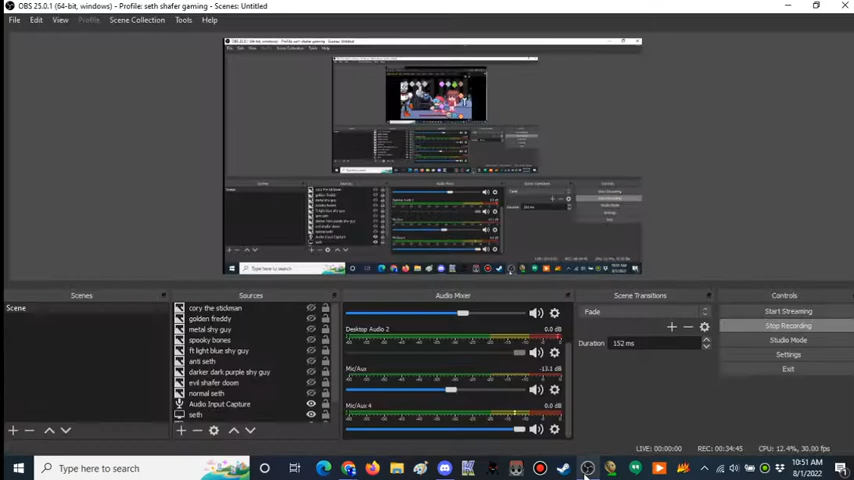 OBS 25.0.1 (64-bit, windows) - Profile: seth shafer gaming - Scenes: Untitled
File Edit View Profile Scene Collection Tools Help
Scenes Sources Audio Mixer Scene Transitions Controls
Scene
cory the stickman
golden freddy
metal shy guy
spooky bones
ft light blue shy guy
anti seth
darker dark purple shy guy
evil shafer doom
normal seth
Audio Input Capture
seth
Desktop Audio 2 0.0 dB
Mic/Aux -13.1 dB
Mic/Aux 4 0.0 dB
Fade
Duration 152 ms
Start Streaming
Stop Recording
Studio Mode
Settings
Exit
LIVE: 00:00:00 REC: 00:34:45 CPU: 12.4%, 30.00 fps
Type here to search
10:51 AM
8/1/2022